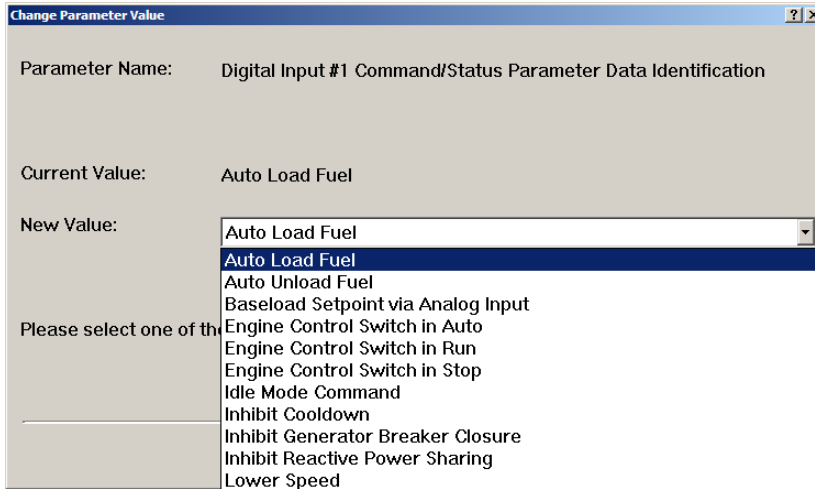 Change Parameter Value
Parameter Name: Digital Input #1 Command/Status Parameter Data Identification
Current Value: Auto Load Fuel
New Value: Auto Load Fuel
Auto Load Fuel
Auto Unload Fuel
Baseload Setpoint via Analog Input
Please select one of the
Engine Control Switch in Auto
Engine Control Switch in Run
Engine Control Switch in Stop
Idle Mode Command
Inhibit Cooldown
Inhibit Generator Breaker Closure
Inhibit Reactive Power Sharing
Lower Speed